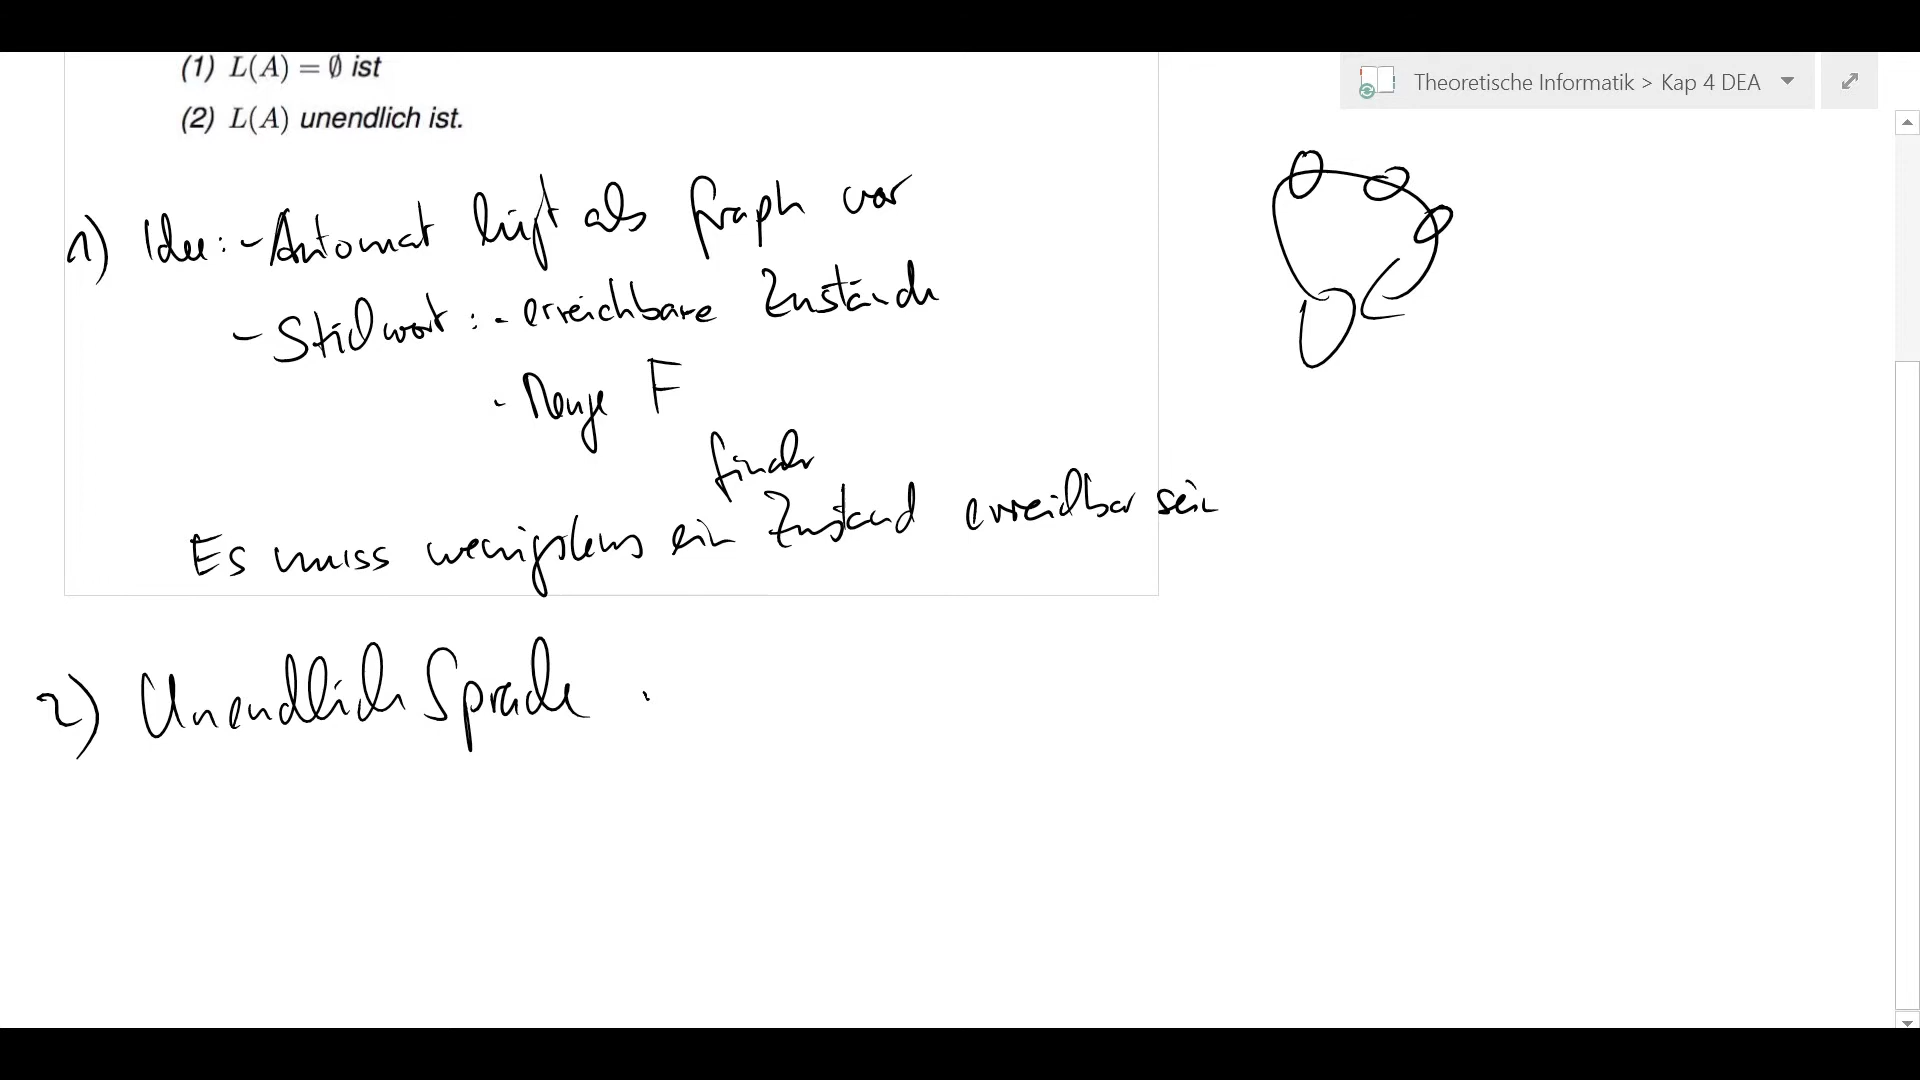 (1) L(A) = ∅ ist
Theoretische Informatik > Kap 4 DEA
(2) L(A) unendlich ist.
1) Idee: - Automat liegt als Graph vor
- Stichwort: - erreichbare Zustände
- Menge F
finaler
Es muss wenigstens ein Zustand erreichbar sein
2) Unendlich Sprache